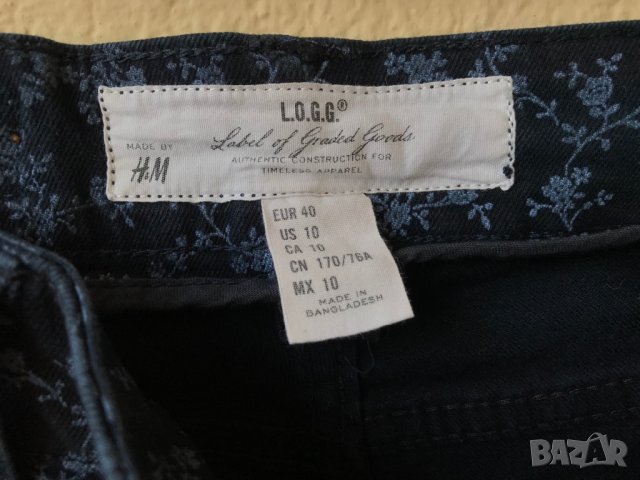 L.O.G.G.®
MADE BY
H&M
Label of Graded Goods
AUTHENTIC CONSTRUCTION FOR
TIMELESS APPAREL
EUR 40
US 10
CA 10
CN 170/76A
MX 10
MADE IN
BANGLADESH
BAZAR